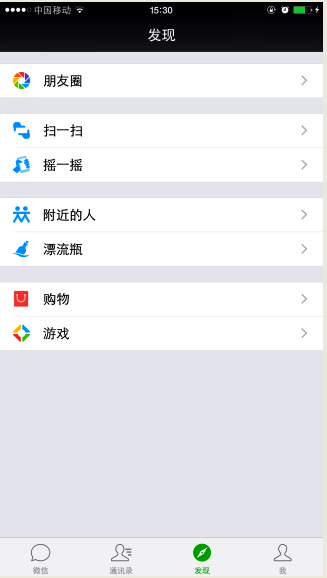 中国移动 15:30
发现
朋友圈
扫一扫
摇一摇
附近的人
漂流瓶
购物
游戏
微信 通讯录 发现 我